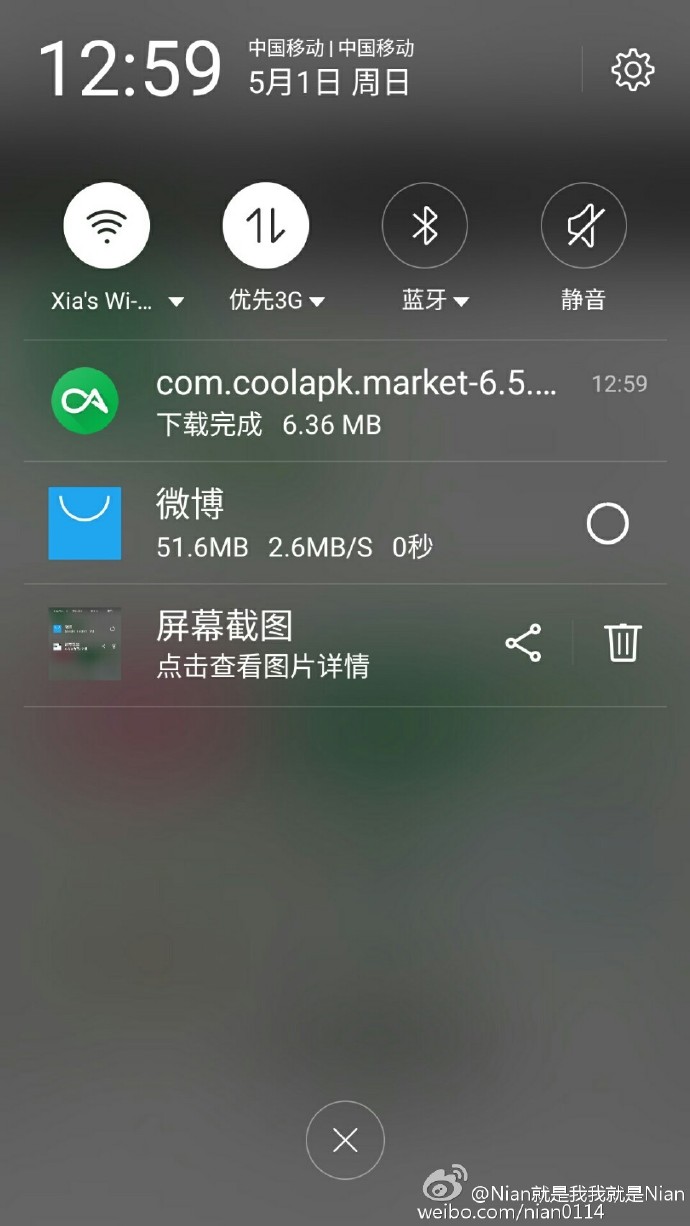 12:59
中国移动 | 中国移动
5月1日 周日
Xia's Wi-...
优先3G
蓝牙
静音
com.coolapk.market-6.5....
12:59
下载完成 6.36 MB
微博
51.6MB 2.6MB/S 0秒
屏幕截图
点击查看图片详情
@Nian就是我我就是Nian
weibo.com/nian0114